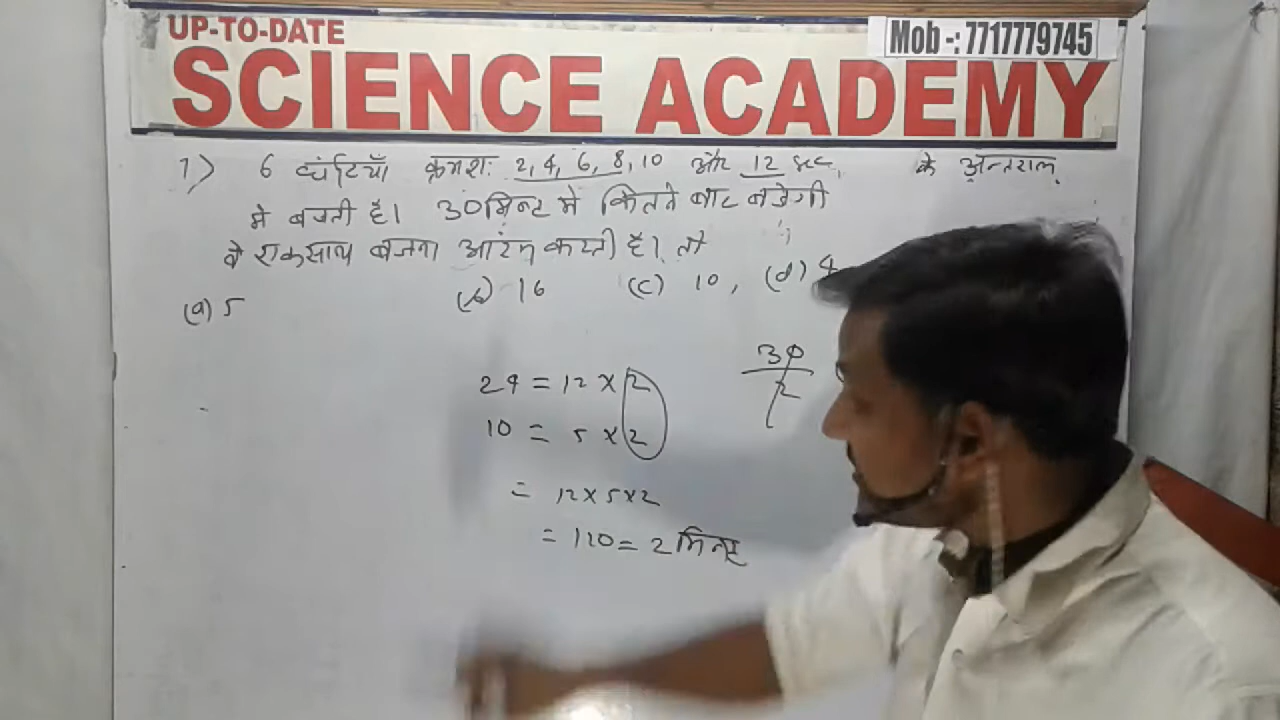 UP-TO-DATE
Mob -: 7717779745
SCIENCE ACADEMY
1) 6 घंटियाँ क्रमशः 2, 4, 6, 8, 10 और 12 sec, के अन्तराल
मे बजती है। 30 मिनट मे कितने बार बजेगी
वे एकसाथ बजना आरंभ करती है। तो
(a) 5 (b) 16 (c) 10, (d) 4
24 = 12 × 2
10 = 5 × 2
= 12 × 5 × 2
= 120 = 2 मिनट
30
2